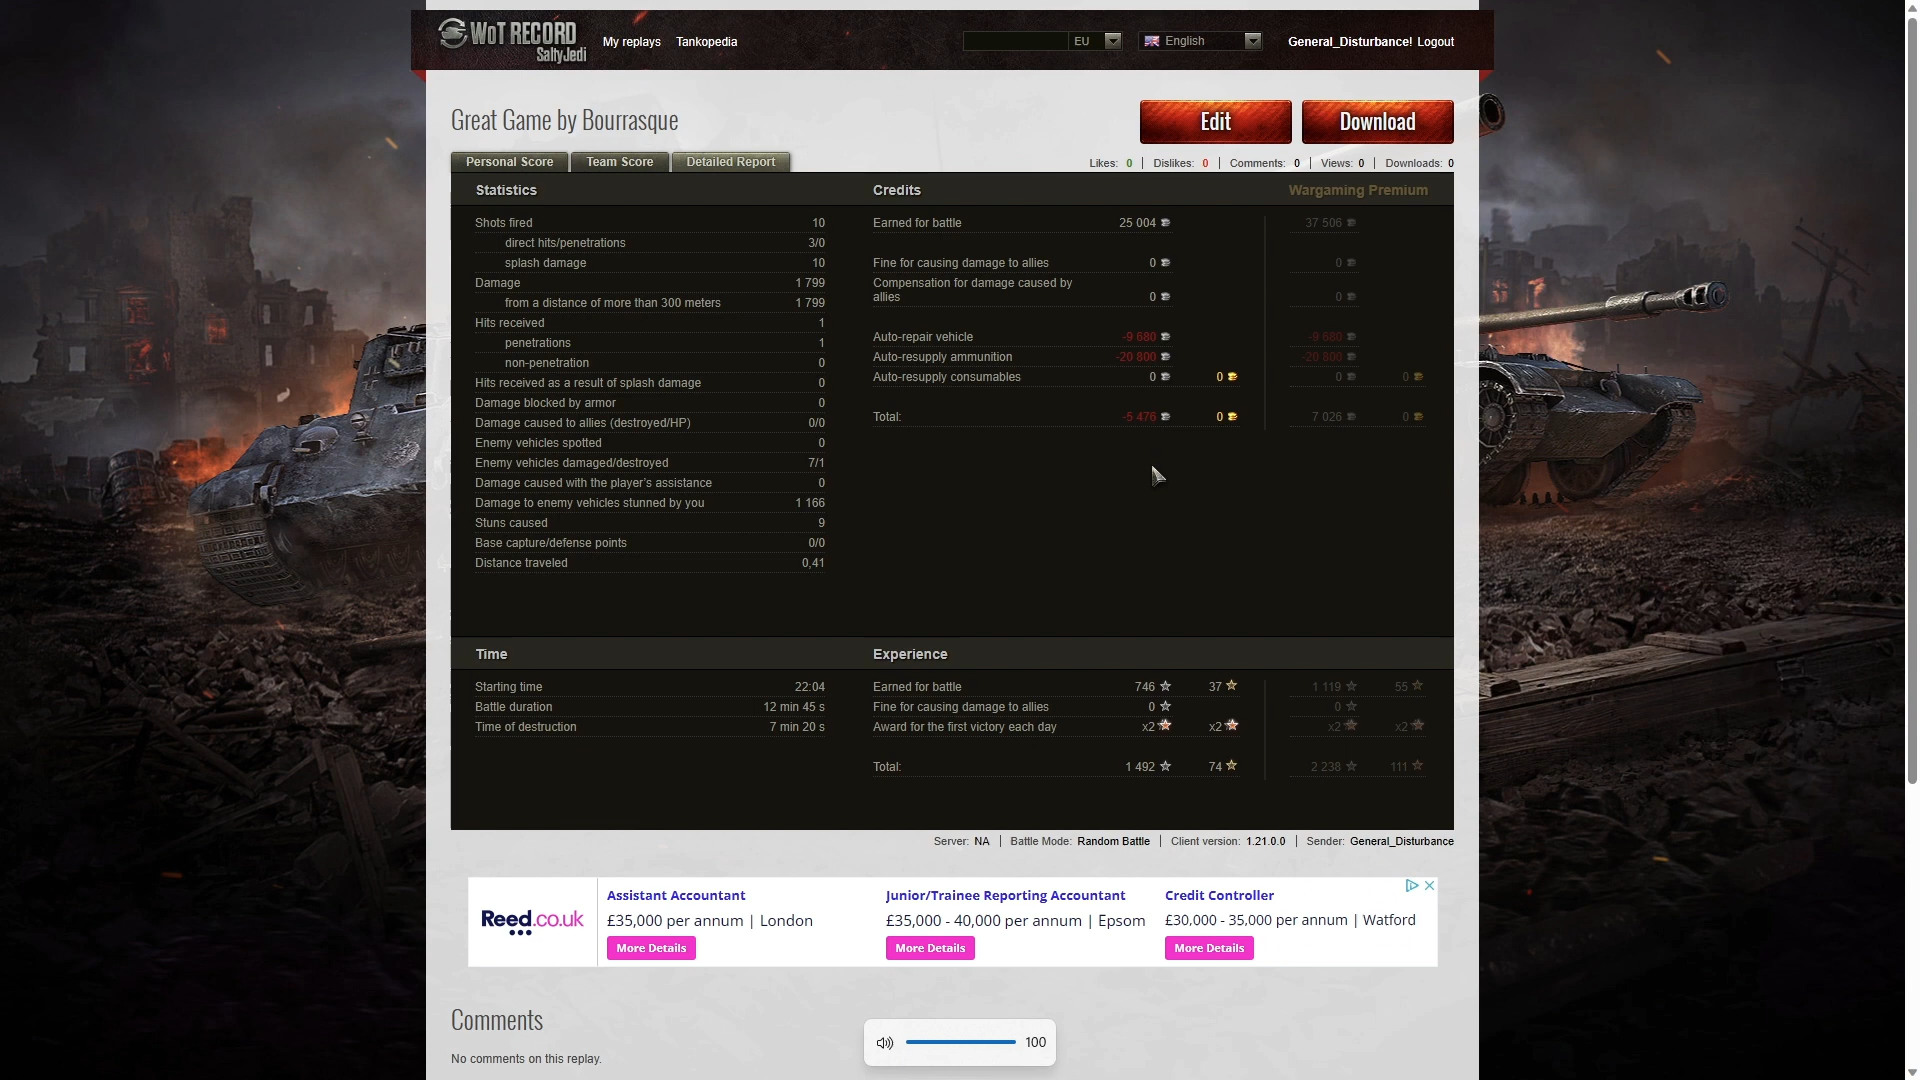 WoT RECORD
SaltyJedi
My replays
Tankopedia
EU
English
General_Disturbance! Logout
Great Game by Bourrasque
Edit
Download
Personal Score
Team Score
Detailed Report
Likes: 0 | Dislikes: 0 | Comments: 0 | Views: 0 | Downloads: 0
Statistics
Credits
Wargaming Premium
Shots fired 10
direct hits/penetrations 3/0
splash damage 10
Damage 1 799
from a distance of more than 300 meters 1 799
Hits received 1
penetrations 1
non-penetration 0
Hits received as a result of splash damage 0
Damage blocked by armor 0
Damage caused to allies (destroyed/HP) 0/0
Enemy vehicles spotted 0
Enemy vehicles damaged/destroyed 7/1
Damage caused with the player's assistance 0
Damage to enemy vehicles stunned by you 1 166
Stuns caused 9
Base capture/defense points 0/0
Distance traveled 0,41
Earned for battle 25 004 37 506
Fine for causing damage to allies 0 0
Compensation for damage caused by
allies 0 0
Auto-repair vehicle -9 680 -9 680
Auto-resupply ammunition -20 800 -20 800
Auto-resupply consumables 0 0 0 0
Total: -5 476 0 7 026 0
Time
Experience
Starting time 22:04
Battle duration 12 min 45 s
Time of destruction 7 min 20 s
Earned for battle 746 37 1 119 55
Fine for causing damage to allies 0 0
Award for the first victory each day x2 x2 x2 x2
Total: 1 492 74 2 238 111
Server: NA | Battle Mode: Random Battle | Client version: 1.21.0.0 | Sender: General_Disturbance
Reed.co.uk
Assistant Accountant
£35,000 per annum | London
More Details
Junior/Trainee Reporting Accountant
£35,000 - 40,000 per annum | Epsom
More Details
Credit Controller
£30,000 - 35,000 per annum | Watford
More Details
Comments
No comments on this replay.
100